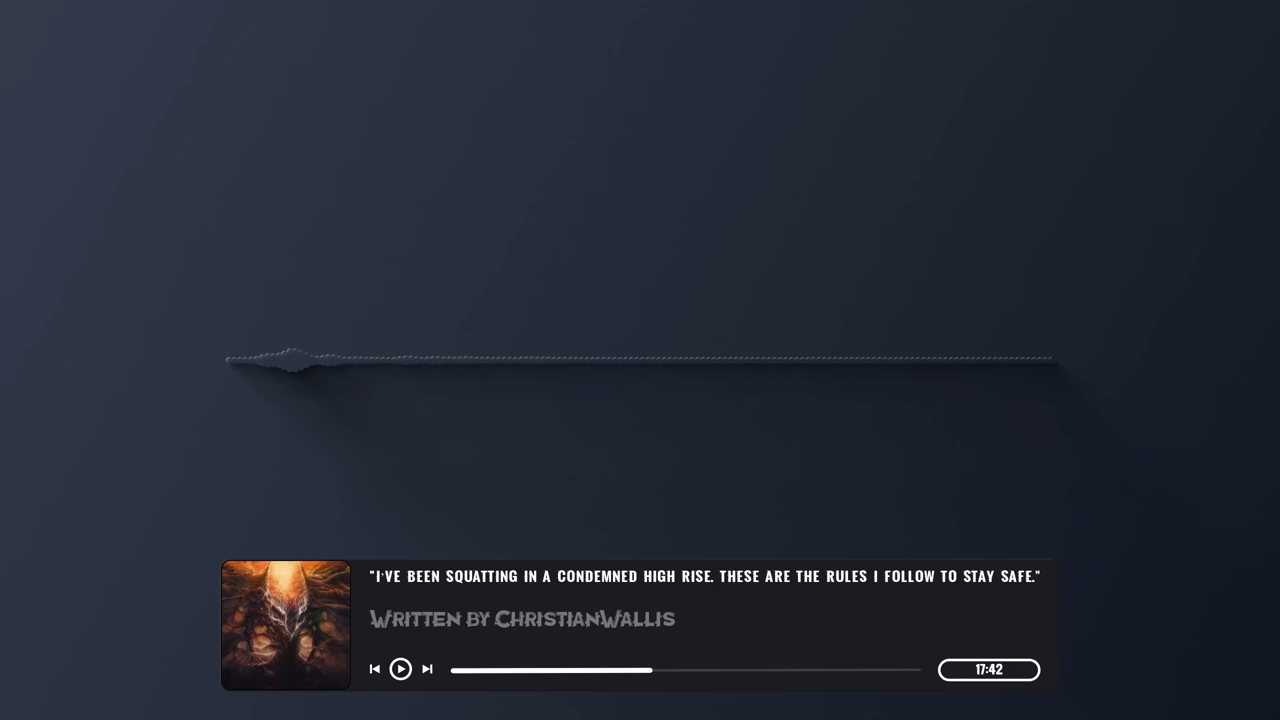 "I'VE BEEN SQUATTING IN A CONDEMNED HIGH RISE. THESE ARE THE RULES I FOLLOW TO STAY SAFE."
WRITTEN BY CHRISTIANWALLIS
17:42